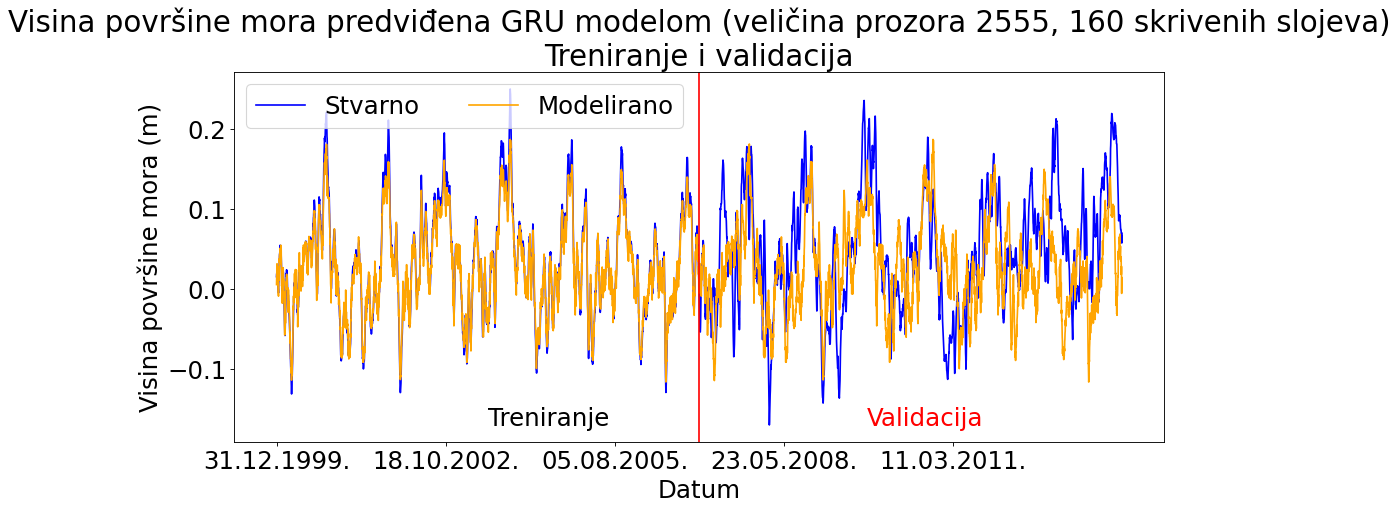 Visina površine mora predviđena GRU modelom (veličina prozora 2555, 160 skrivenih slojeva)
Treniranje i validacija
Stvarno Modelirano
Visina površine mora (m)
0.2
0.1
0.0
−0.1
Treniranje Validacija
31.12.1999. 18.10.2002. 05.08.2005. 23.05.2008. 11.03.2011.
Datum